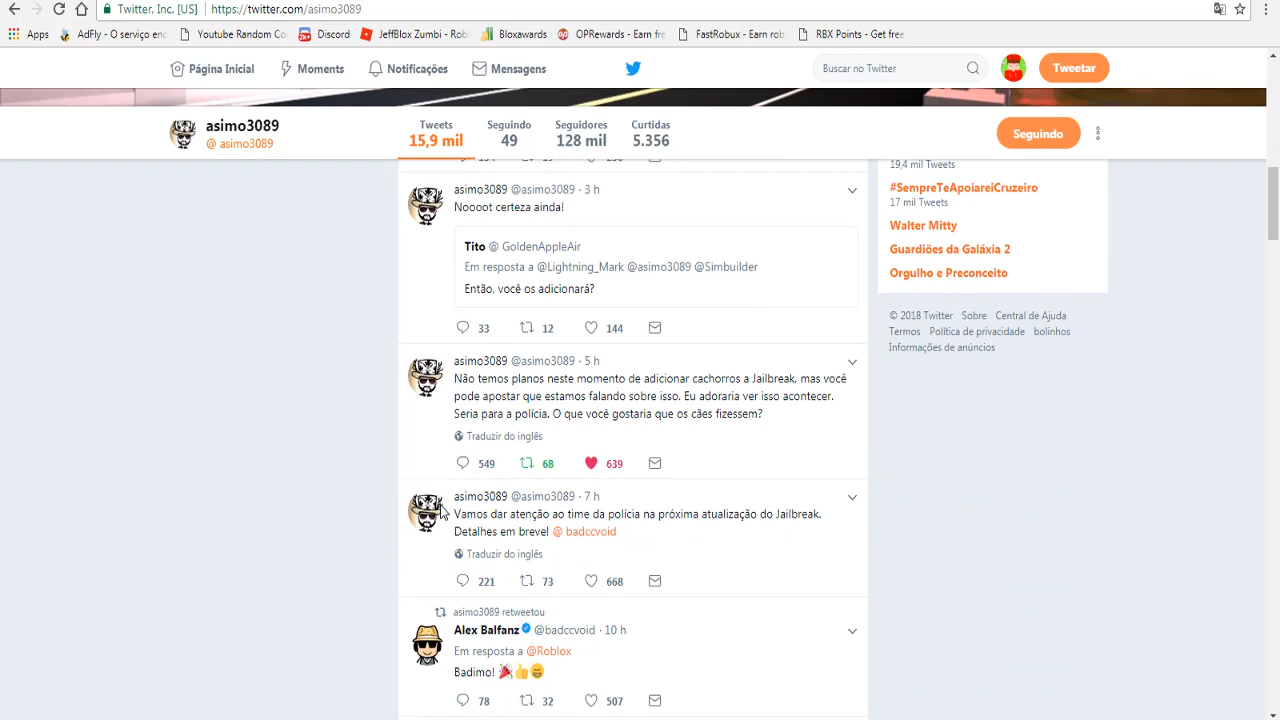 Twitter, Inc. [US] https://twitter.com/asimo3089
Apps AdFly - O serviço enc Youtube Random Co Discord JeffBlox Zumbi - Rob Bloxawards OPRewards - Earn fre FastRobux - Earn rob RBX Points - Get free
Página Inicial Moments Notificações Mensagens Buscar no Twitter Tweetar
asimo3089
@ asimo3089
Tweets Seguindo Seguidores Curtidas
15,9 mil 49 128 mil 5.356
Seguindo
asimo3089 @asimo3089 · 3 h
Noooot certeza ainda!
Tito @ GoldenAppleAir
Em resposta a @Lightning_Mark @asimo3089 @Simbuilder
Então, você os adicionará?
33 12 144
asimo3089 @asimo3089 · 5 h
Não temos planos neste momento de adicionar cachorros a Jailbreak, mas você
pode apostar que estamos falando sobre isso. Eu adoraria ver isso acontecer.
Seria para a polícia. O que você gostaria que os cães fizessem?
Traduzir do inglês
549 68 639
asimo3089 @asimo3089 · 7 h
Vamos dar atenção ao time da polícia na próxima atualização do Jailbreak.
Detalhes em breve! @ badccvoid
Traduzir do inglês
221 73 668
asimo3089 retweetou
Alex Balfanz @badccvoid · 10 h
Em resposta a @Roblox
Badimo! 🎉👍😁
78 32 507
19,4 mil Tweets
#SempreTeApoiareiCruzeiro
17 mil Tweets
Walter Mitty
Guardiões da Galáxia 2
Orgulho e Preconceito
© 2018 Twitter Sobre Central de Ajuda
Termos Política de privacidade bolinhos
Informações de anúncios